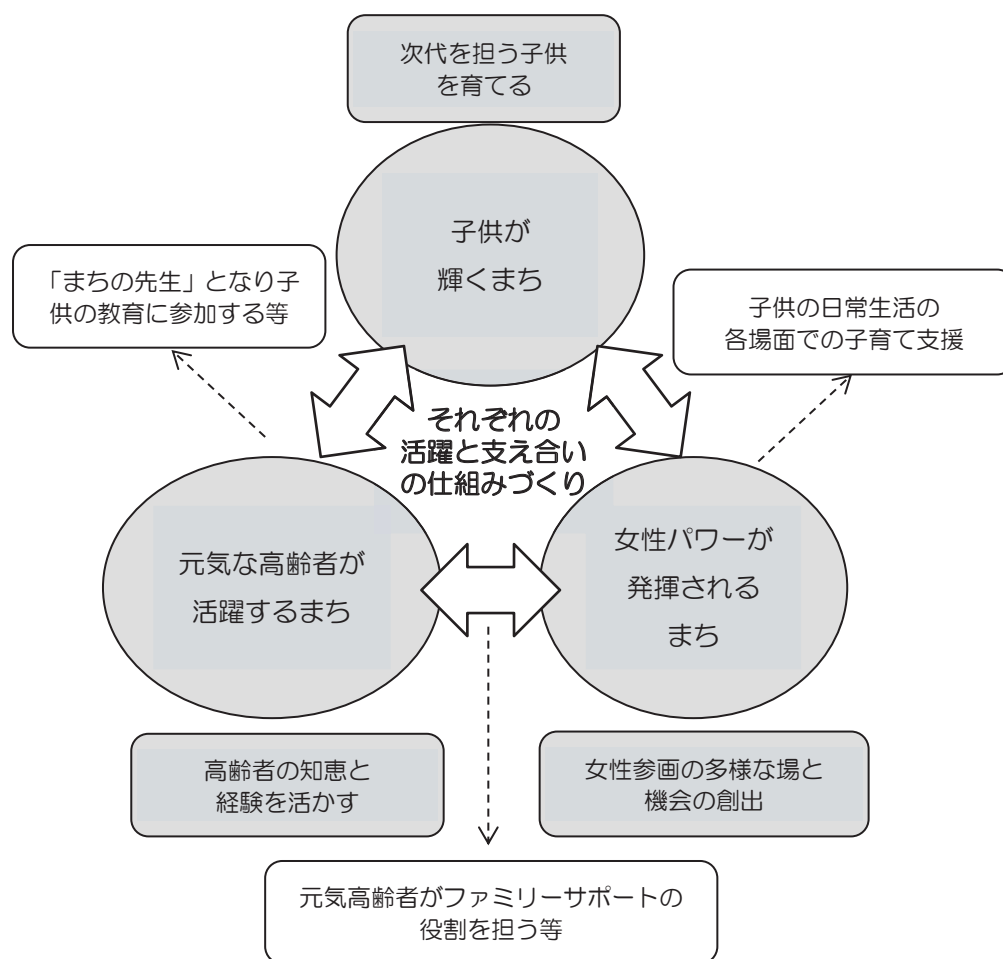 次代を担う子供
を育てる
子供が
輝くまち
「まちの先生」となり子
供の教育に参加する等
子供の日常生活の
各場面での子育て支援
それぞれの
活躍と支え合い
の仕組みづくり
元気な高齢者が
活躍するまち
女性パワーが
発揮される
まち
高齢者の知恵と
経験を活かす
女性参画の多様な場と
機会の創出
元気高齢者がファミリーサポートの
役割を担う等